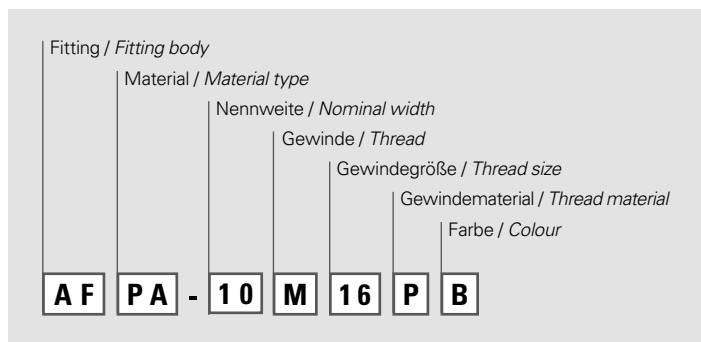 Fitting / Fitting body
Material / Material type
Nennweite / Nominal width
Gewinde / Thread
Gewindegröße / Thread size
Gewindematerial / Thread material
Farbe / Colour
AF PA - 10 M 16 P B